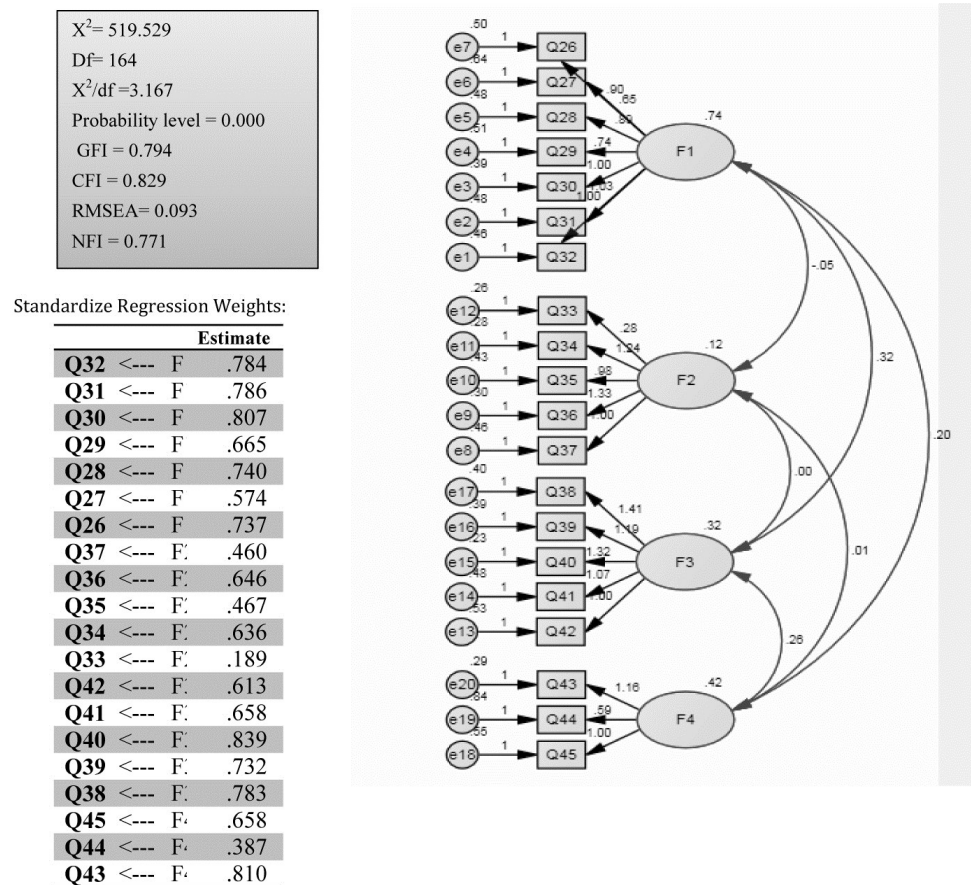 X²= 519.529
Df= 164
X²/df =3.167
Probability level = 0.000
GFI = 0.794
CFI = 0.829
RMSEA= 0.093
NFI = 0.771
Standardize Regression Weights:
Estimate
Q32 <--- F .784
Q31 <--- F .786
Q30 <--- F .807
Q29 <--- F .665
Q28 <--- F .740
Q27 <--- F .574
Q26 <--- F .737
Q37 <--- F .460
Q36 <--- F .646
Q35 <--- F .467
Q34 <--- F .636
Q33 <--- F .189
Q42 <--- F .613
Q41 <--- F .658
Q40 <--- F .839
Q39 <--- F .732
Q38 <--- F .783
Q45 <--- F .658
Q44 <--- F .387
Q43 <--- F .810
.50
e7 1 Q26
.64
e6 1 Q27
.90
.48
.65
e5 1 Q28
.74
.51
e4 1 Q29 .74 F1
.39
1.00
e3 1 Q30
.48
1.00
e2 1 Q31
.46
e1 1 Q32
-.05
.26
e12 1 Q33
.28
.28
e11 1 Q34 1.24
.12
.43
.32
e10 1 Q35 .98 F2
.30
1.33
e9 1 Q36
.46
e8 1 Q37
.20
.40
.00
e17 1 Q38
.39
1.41
e16 1 Q39 1.19
.32
.23
.01
e15 1 Q40 1.32 F3
.48
1.07
e14 1 Q41
.53
e13 1 Q42
.26
.29
e20 1 Q43 1.16
.42
e19 1 Q44 .59 F4
.55
1.00
e18 1 Q45